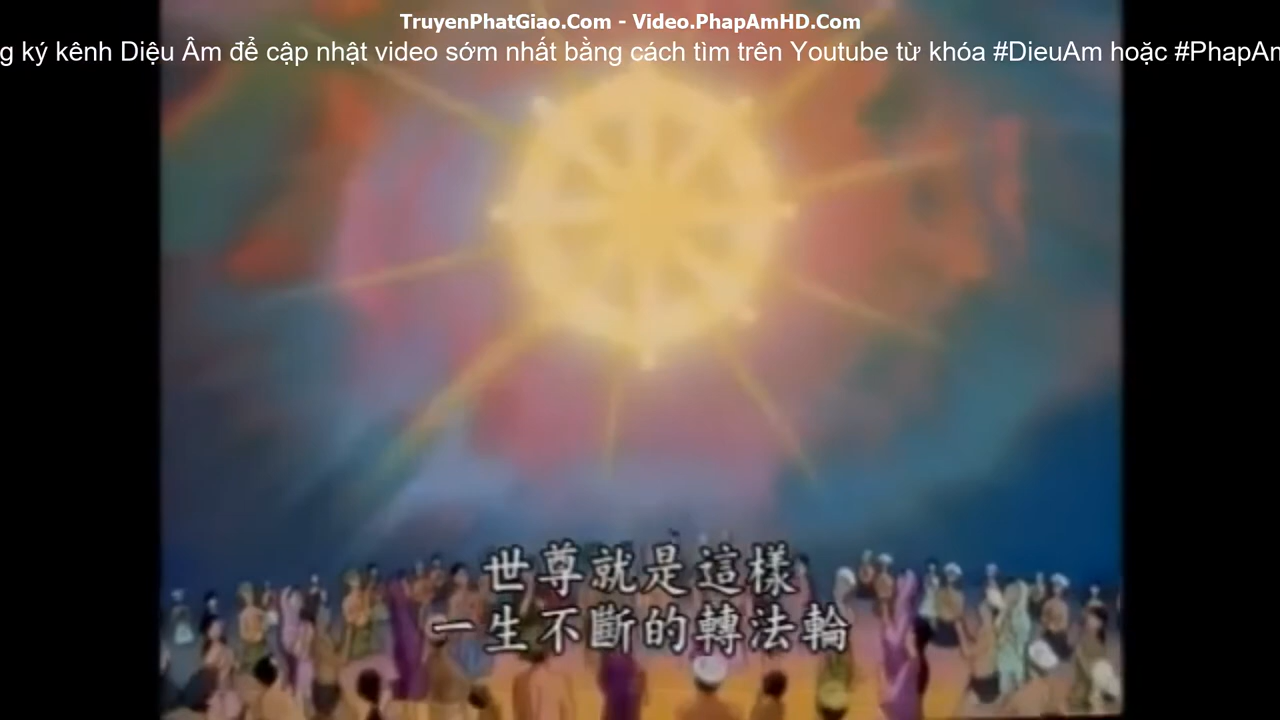 TruyenPhatGiao.Com - Video.PhapAmHD.Com
g ký kênh Diệu Âm để cập nhật video sớm nhất bằng cách tìm trên Youtube từ khóa #DieuAm hoặc #PhapAm
世尊就是這樣
一生不斷的轉法輪